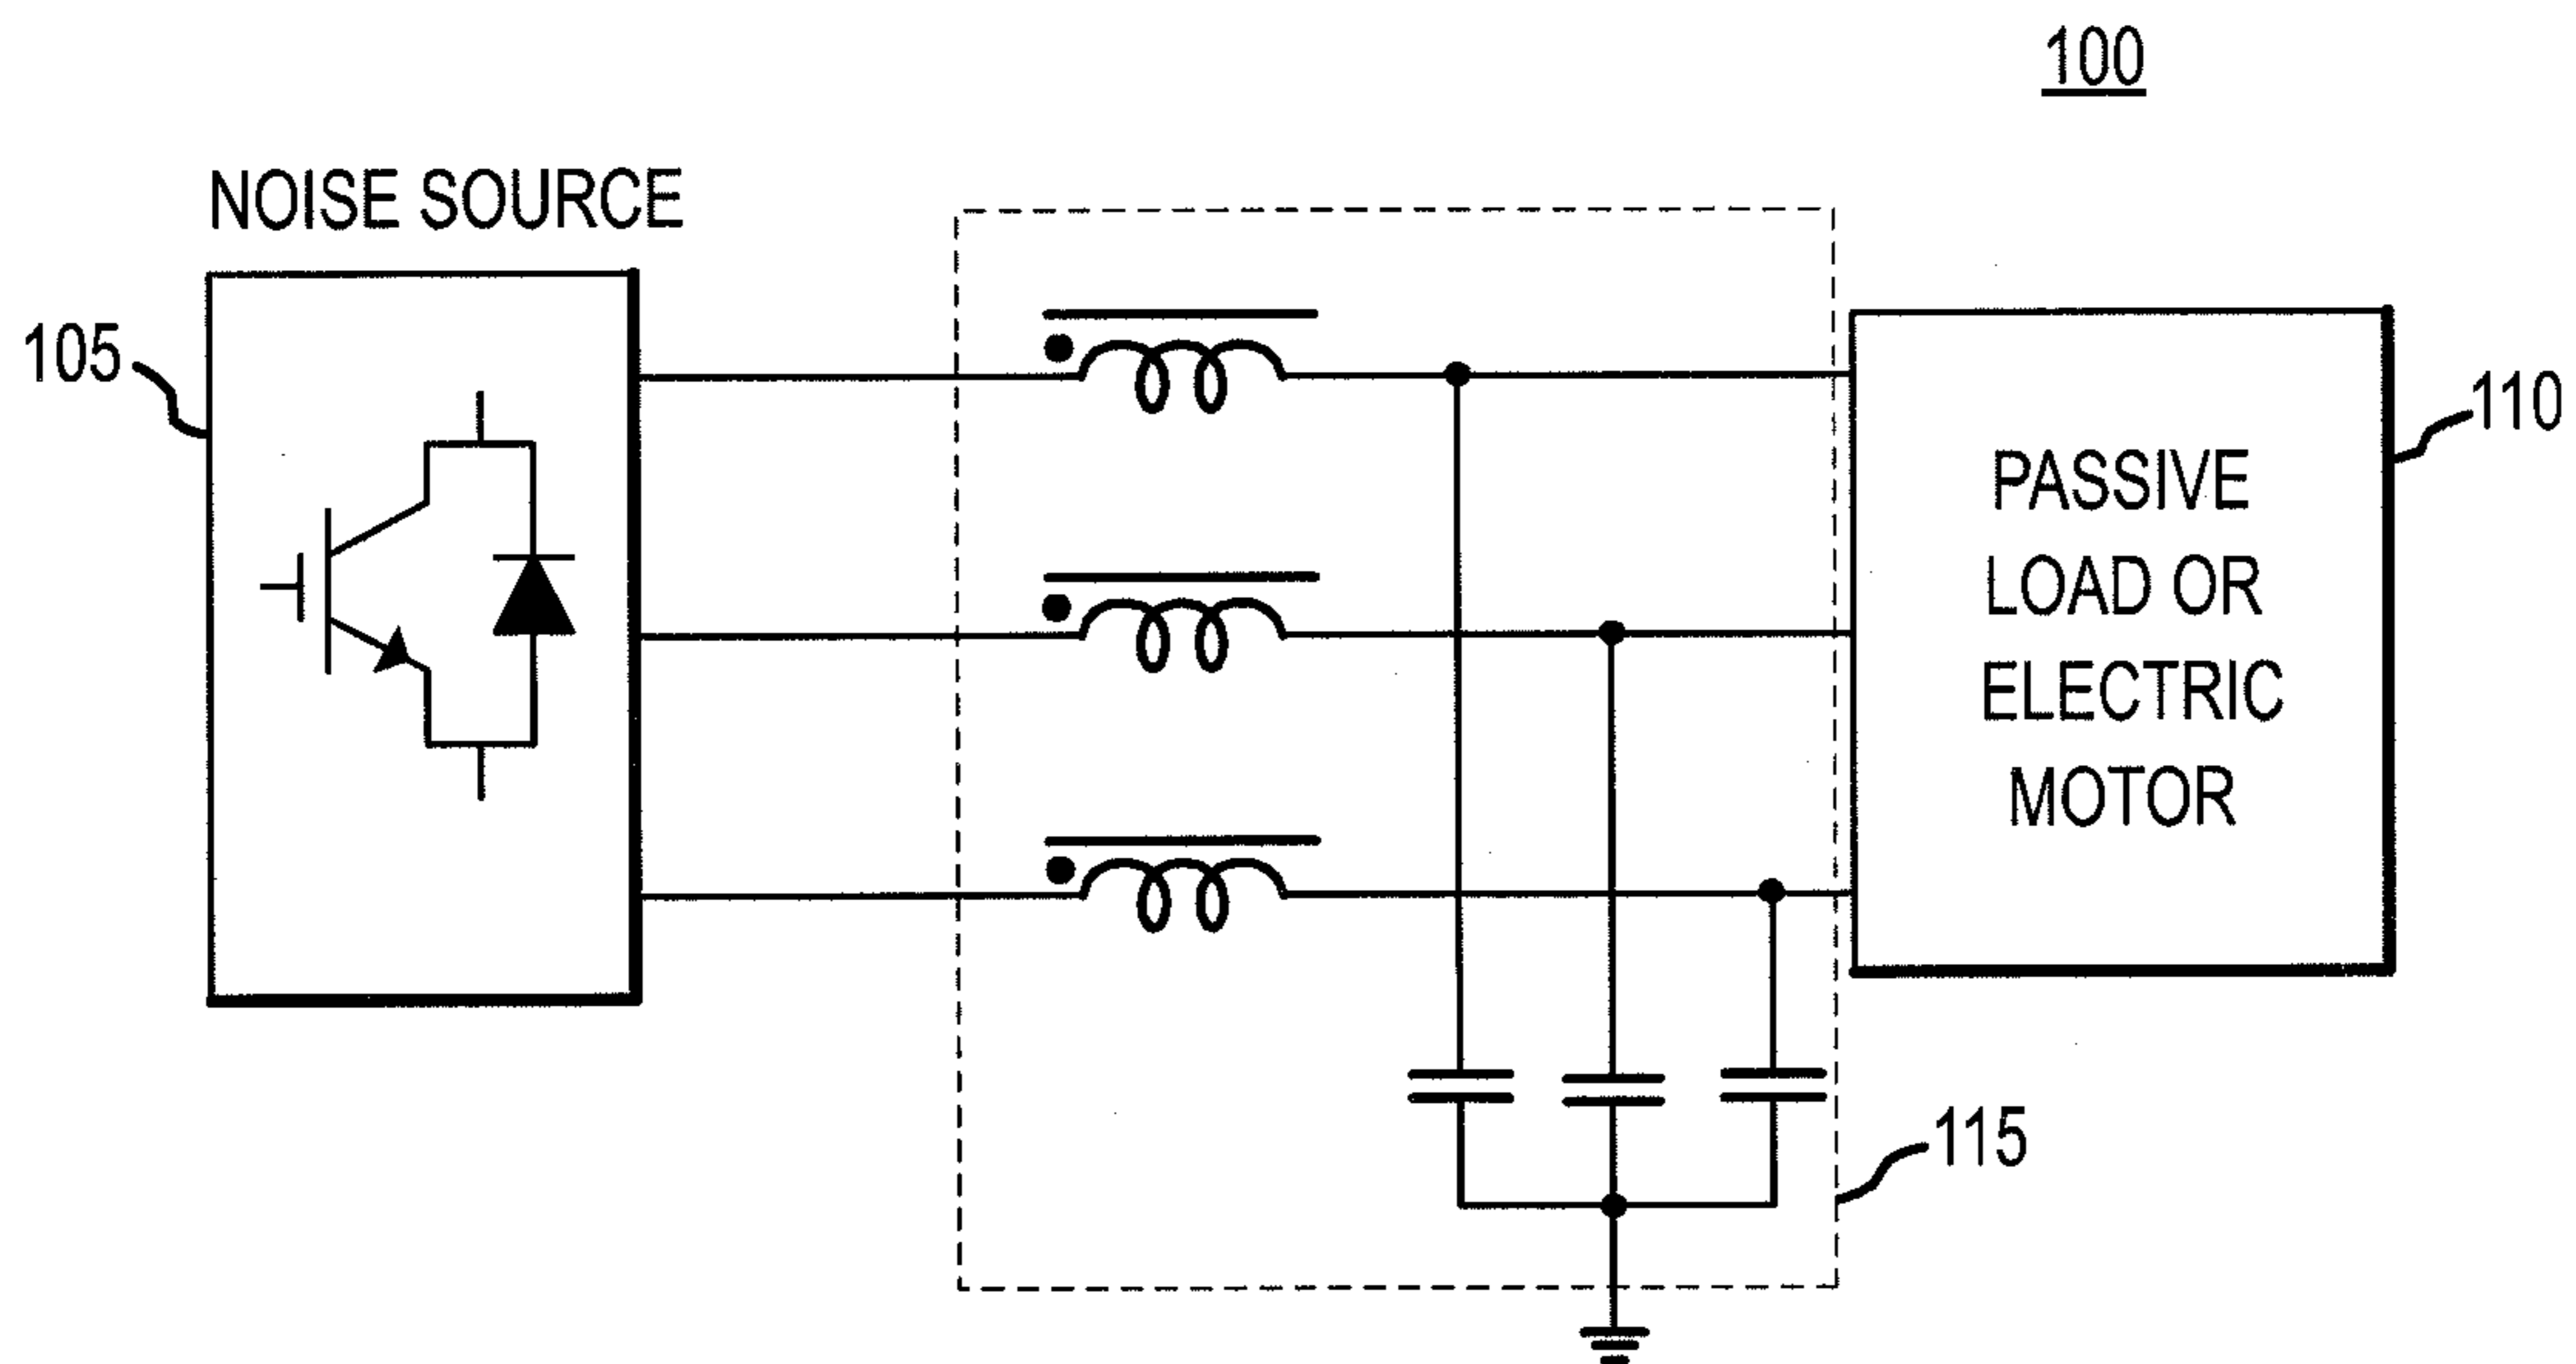 100
NOISE SOURCE
105
110
PASSIVE
LOAD OR
ELECTRIC
MOTOR
115